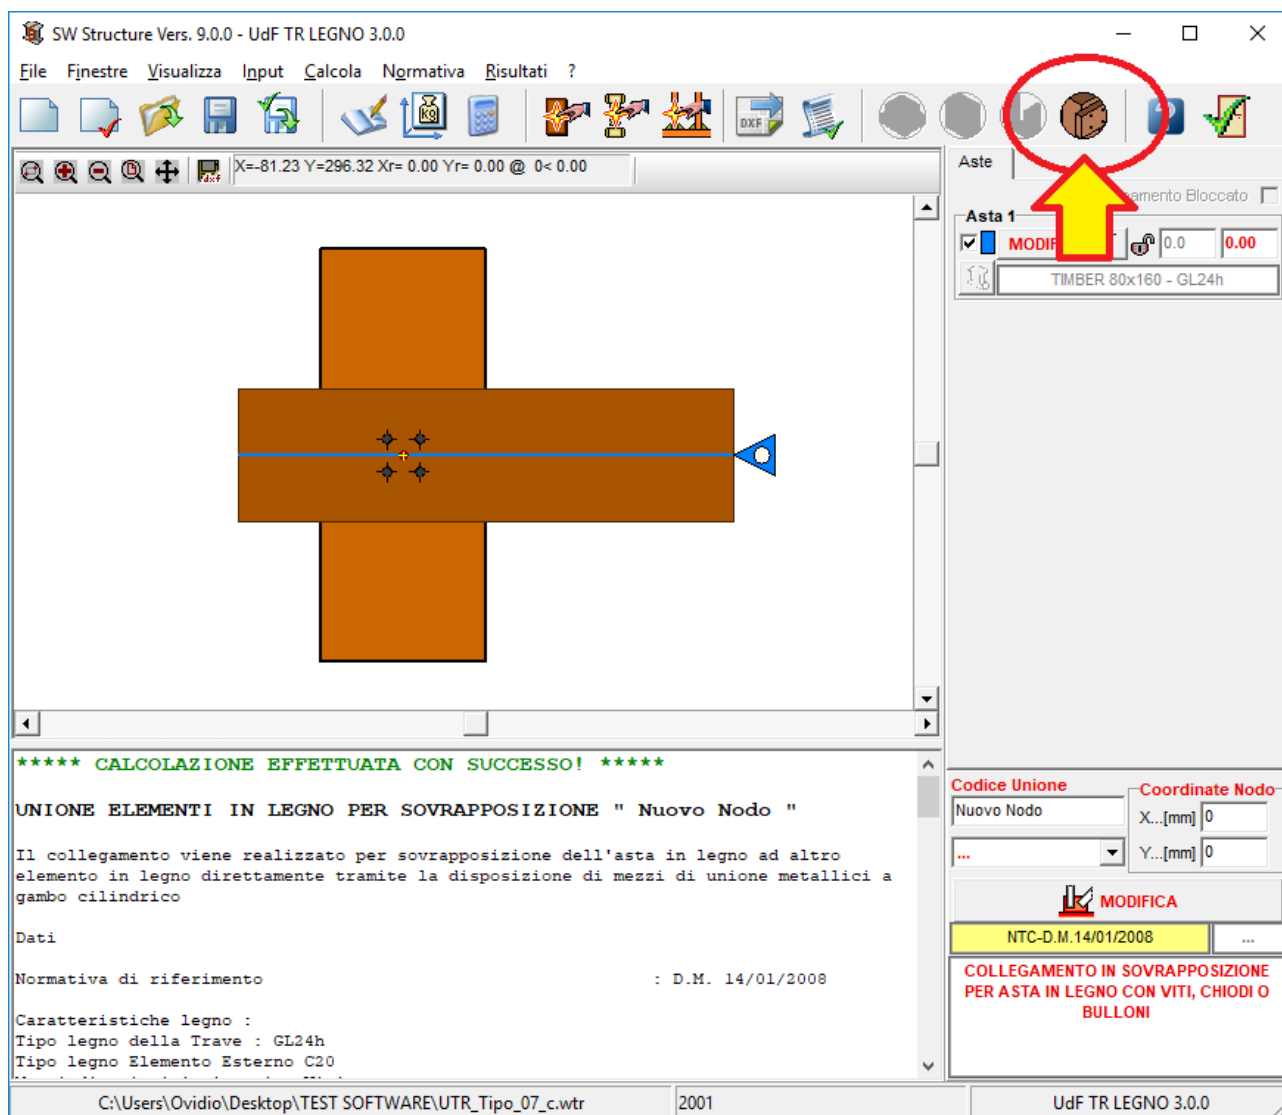 SW Structure Vers. 9.0.0 - UdF TR LEGNO 3.0.0
File Finestre Visualizza Input Calcola Normativa Risultati ?
KG
DXF
dxf
X=-81.23 Y=296.32 Xr= 0.00 Yr= 0.00 @ 0< 0.00
Aste
amento Bloccato
Asta 1
MODIF
0.0
0.00
TIMBER 80x160 - GL24h
***** CALCOLAZIONE EFFETTUATA CON SUCCESSO! *****
UNIONE ELEMENTI IN LEGNO PER SOVRAPPOSIZIONE " Nuovo Nodo "
Il collegamento viene realizzato per sovrapposizione dell'asta in legno ad altro
elemento in legno direttamente tramite la disposizione di mezzi di unione metallici a
gambo cilindrico
Dati
Normativa di riferimento : D.M. 14/01/2008
Caratteristiche legno :
Tipo legno della Trave : GL24h
Tipo legno Elemento Esterno C20
Codice Unione
Nuovo Nodo
...
Coordinate Nodo
X...[mm] 0
Y...[mm] 0
MODIFICA
NTC-D.M.14/01/2008
...
COLLEGAMENTO IN SOVRAPPOSIZIONE
PER ASTA IN LEGNO CON VITI, CHIODI O
BULLONI
C:\Users\Ovidio\Desktop\TEST SOFTWARE\UTR_Tipo_07_c.wtr
2001
UdF TR LEGNO 3.0.0